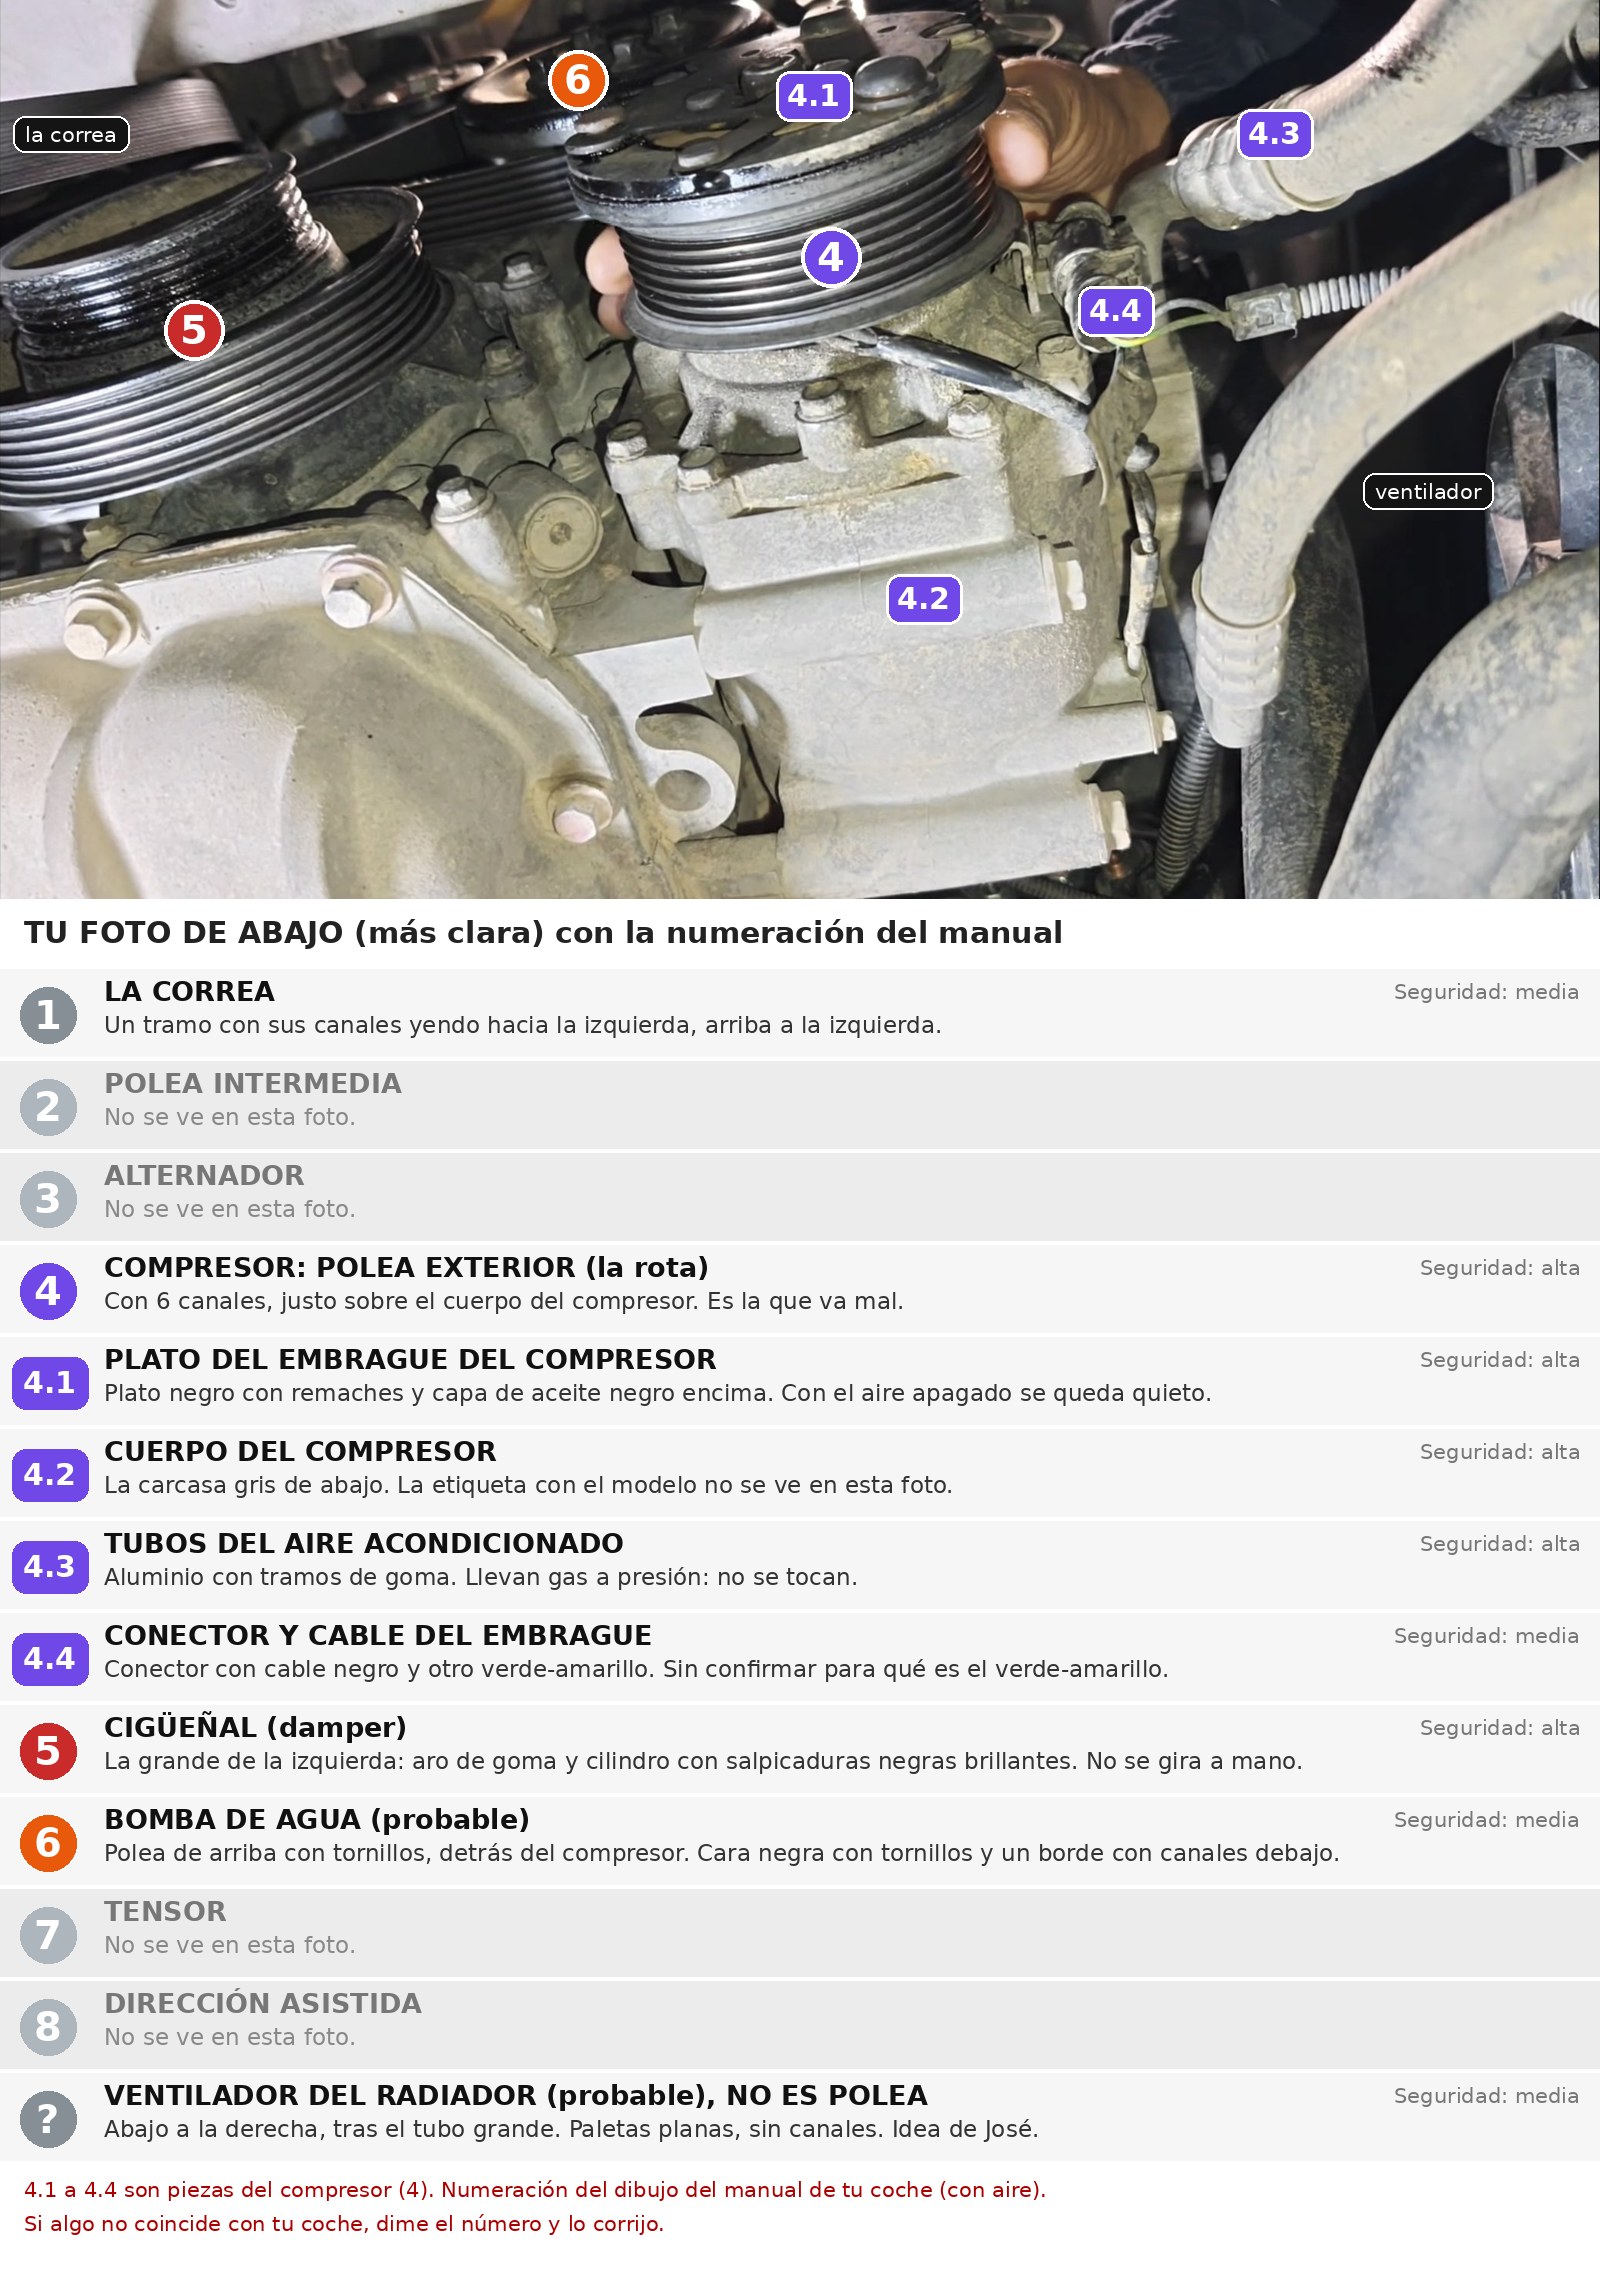 6
4.1
la correa
4.3
4
4.4
5
ventilador
4.2
TU FOTO DE ABAJO (más clara) con la numeración del manual
1
LA CORREA
Seguridad: media
Un tramo con sus canales yendo hacia la izquierda, arriba a la izquierda.
2
POLEA INTERMEDIA
No se ve en esta foto.
3
ALTERNADOR
No se ve en esta foto.
4
COMPRESOR: POLEA EXTERIOR (la rota)
Seguridad: alta
Con 6 canales, justo sobre el cuerpo del compresor. Es la que va mal.
4.1
PLATO DEL EMBRAGUE DEL COMPRESOR
Seguridad: alta
Plato negro con remaches y capa de aceite negro encima. Con el aire apagado se queda quieto.
4.2
CUERPO DEL COMPRESOR
Seguridad: alta
La carcasa gris de abajo. La etiqueta con el modelo no se ve en esta foto.
4.3
TUBOS DEL AIRE ACONDICIONADO
Seguridad: alta
Aluminio con tramos de goma. Llevan gas a presión: no se tocan.
4.4
CONECTOR Y CABLE DEL EMBRAGUE
Seguridad: media
Conector con cable negro y otro verde-amarillo. Sin confirmar para qué es el verde-amarillo.
5
CIGÜEÑAL (damper)
Seguridad: alta
La grande de la izquierda: aro de goma y cilindro con salpicaduras negras brillantes. No se gira a mano.
6
BOMBA DE AGUA (probable)
Seguridad: media
Polea de arriba con tornillos, detrás del compresor. Cara negra con tornillos y un borde con canales debajo.
7
TENSOR
No se ve en esta foto.
8
DIRECCIÓN ASISTIDA
No se ve en esta foto.
?
VENTILADOR DEL RADIADOR (probable), NO ES POLEA
Seguridad: media
Abajo a la derecha, tras el tubo grande. Paletas planas, sin canales. Idea de José.
4.1 a 4.4 son piezas del compresor (4). Numeración del dibujo del manual de tu coche (con aire).
Si algo no coincide con tu coche, dime el número y lo corrijo.